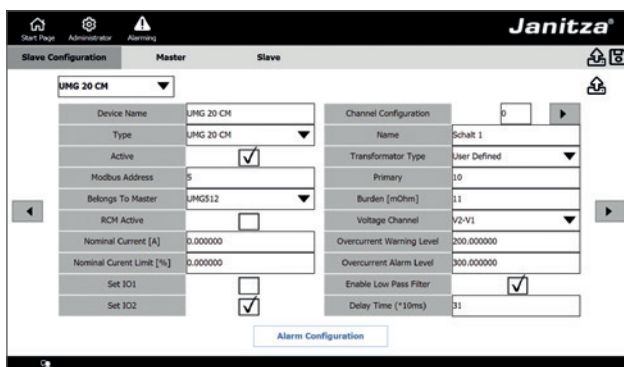 Janitza®
Start Page Administrator Alarming
Slave Configuration Master Slave
UMG 20 CM
Device Name UMG 20 CM Channel Configuration 0
Type UMG 20 CM Name Schalt 1
Active Transformator Type User Defined
Modbus Address 5 Primary 10
Belongs To Master UMG512 Burden [mOhm] 11
RCM Active Voltage Channel V2-V1
Nominal Current [A] 0.000000 Overcurrent Warning Level 200.000000
Nominal Curent Limit [%] 0.000000 Overcurrent Alarm Level 300.000000
Set IO1 Enable Low Pass Filter
Set IO2 Delay Time (*10ms) 31
Alarm Configuration